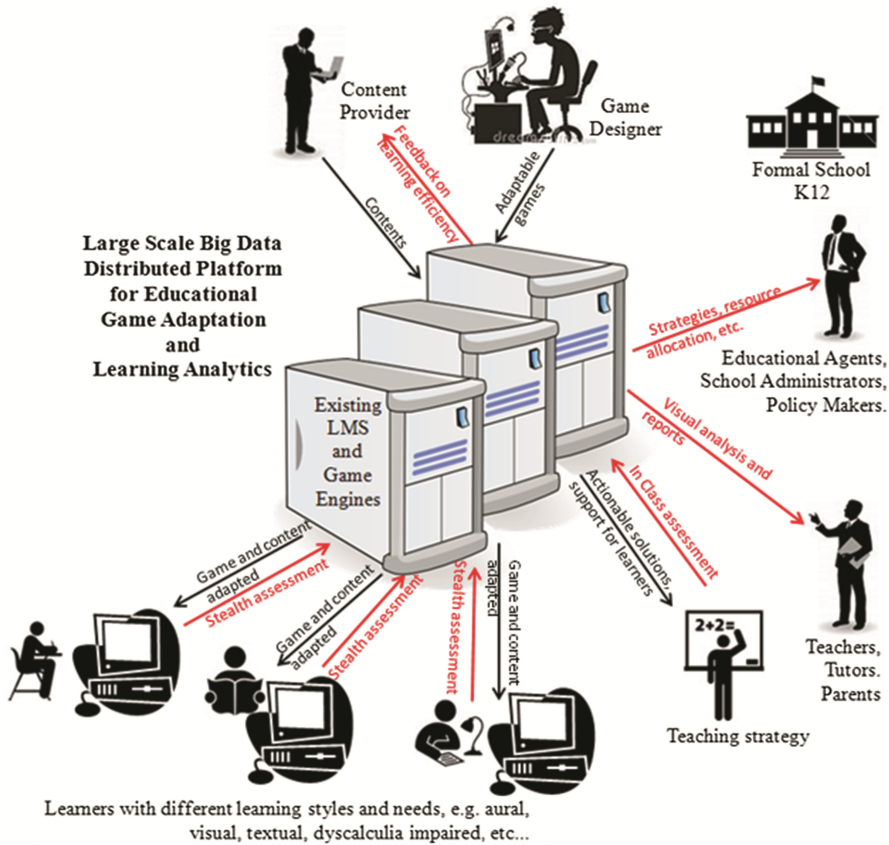 Content
Provider
Game
Designer
Formal School
K12
Feedback on
learning efficiency
Contents
Adaptable
games
Large Scale Big Data
Distributed Platform
for Educational
Game Adaptation
and
Learning Analytics
Strategies, resource
allocation, etc.
Educational Agents,
School Administrators,
Policy Makers.
Existing
LMS
and
Game
Engines
Visual analysis and
reports
In Class assessment
Actionable solutions
support for learners
Game and content
adapted
Stealth assessment
Game and content
adapted
Stealth assessment
Stealth assessment
Game and content
adapted
2+2=
Teachers,
Tutors.
Parents
Teaching strategy
Learners with different learning styles and needs, e.g. aural,
visual, textual, dyscalculia impaired, etc...